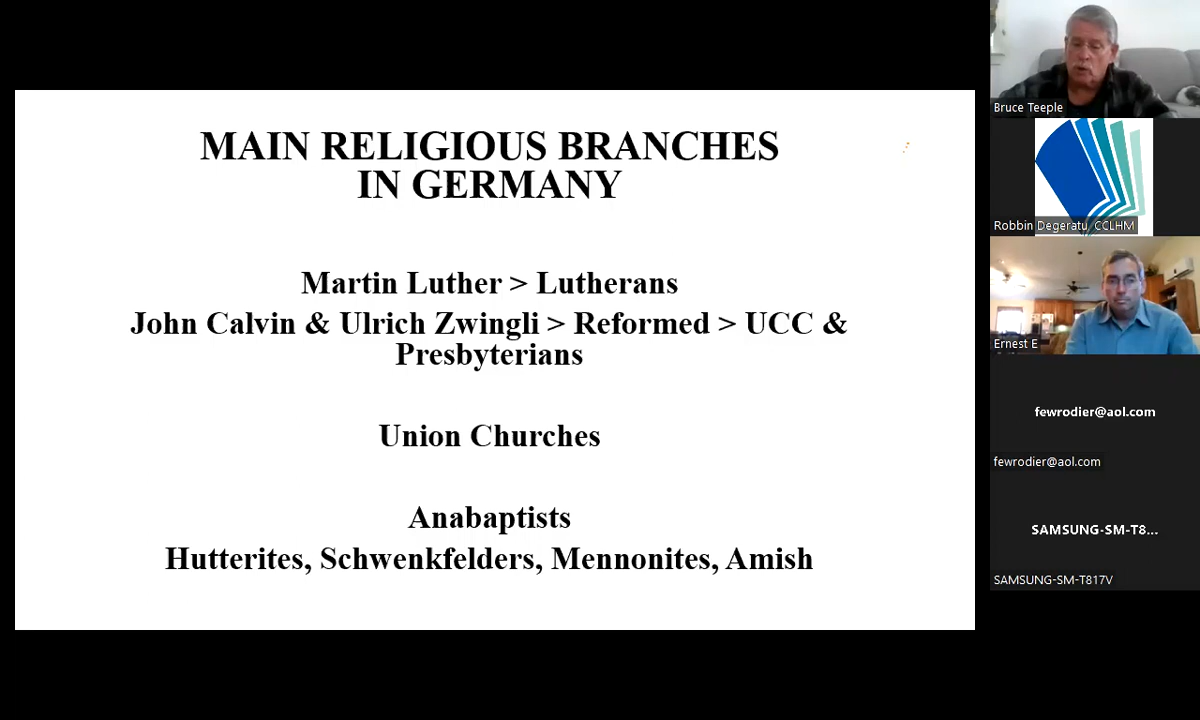 MAIN RELIGIOUS BRANCHES
IN GERMANY
Martin Luther > Lutherans
John Calvin & Ulrich Zwingli > Reformed > UCC &
Presbyterians
Union Churches
Anabaptists
Hutterites, Schwenkfelders, Mennonites, Amish
Bruce Teeple
Robbin Degeratu, CCLHM
Ernest E
fewrodier@aol.com
fewrodier@aol.com
SAMSUNG-SM-T8...
SAMSUNG-SM-T817V